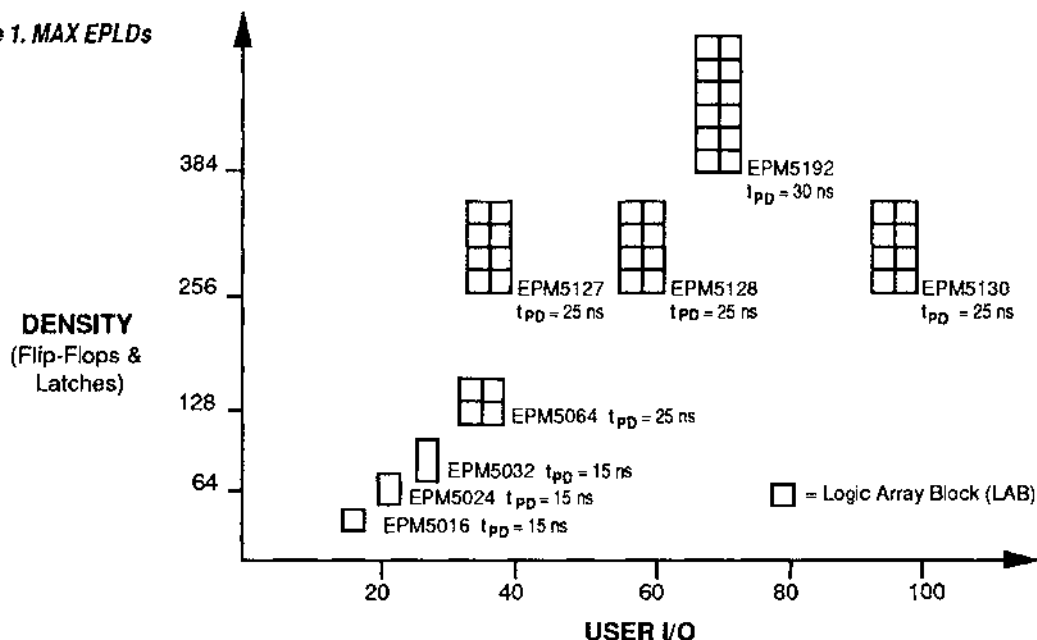 1. MAX EPLDs
384
EPM5192
tPD = 30 ns
256
EPM5127
tPD = 25 ns
EPM5128
tPD = 25 ns
EPM5130
tPD = 25 ns
DENSITY
(Flip-Flops &
Latches)
128
EPM5064 tPD = 25 ns
64
EPM5032 tPD = 15 ns
EPM5024 tPD = 15 ns
EPM5016 tPD = 15 ns
= Logic Array Block (LAB)
20
40
60
80
100
USER I/O